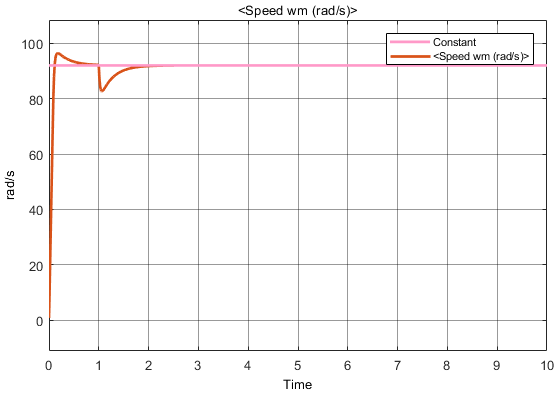 <Speed wm (rad/s)>
Constant
<Speed wm (rad/s)>
rad/s
100
80
60
40
20
0
0 1 2 3 4 5 6 7 8 9 10
Time